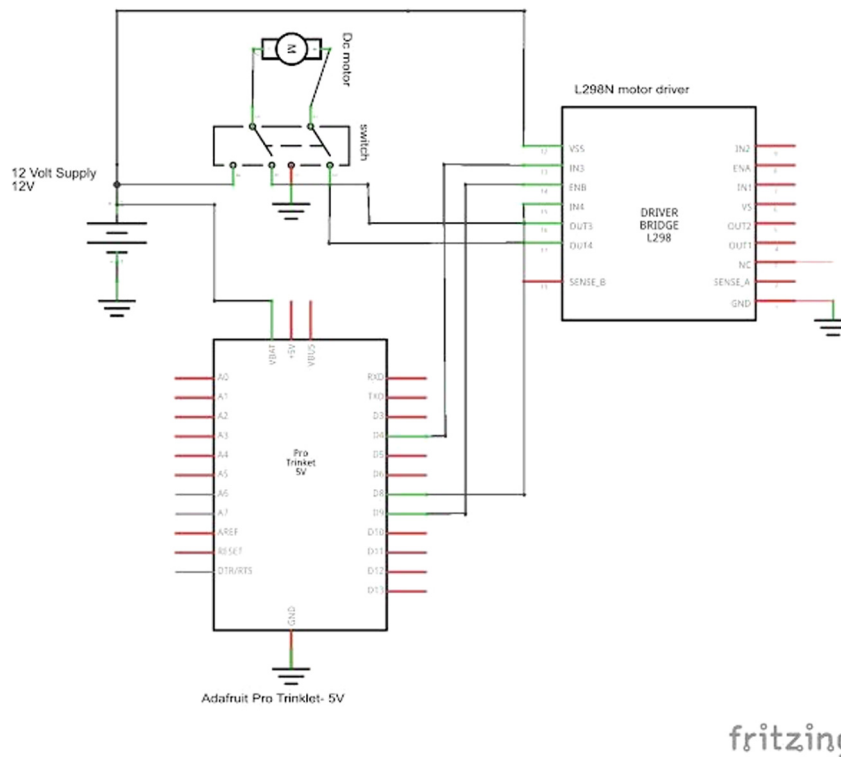 M
Dc motor
switch
12 Volt Supply
12V
L298N motor driver
VSS
IN3
ENB
IN4
OUT3
OUT4
SENSE_B
DRIVER
BRIDGE
L298
IN2
ENA
IN1
VS
OUT2
OUT1
NC
SENSE_A
GND
VBAT
+5V
VBUS
A0
A1
A2
A3
A4
A5
A6
A7
AREF
RESET
DTR/RTS
Pro
Trinket
5V
RXD
TXD
D3
D4
D5
D6
D8
D9
D10
D11
D12
D13
GND
Adafruit Pro Trinklet- 5V
fritzing